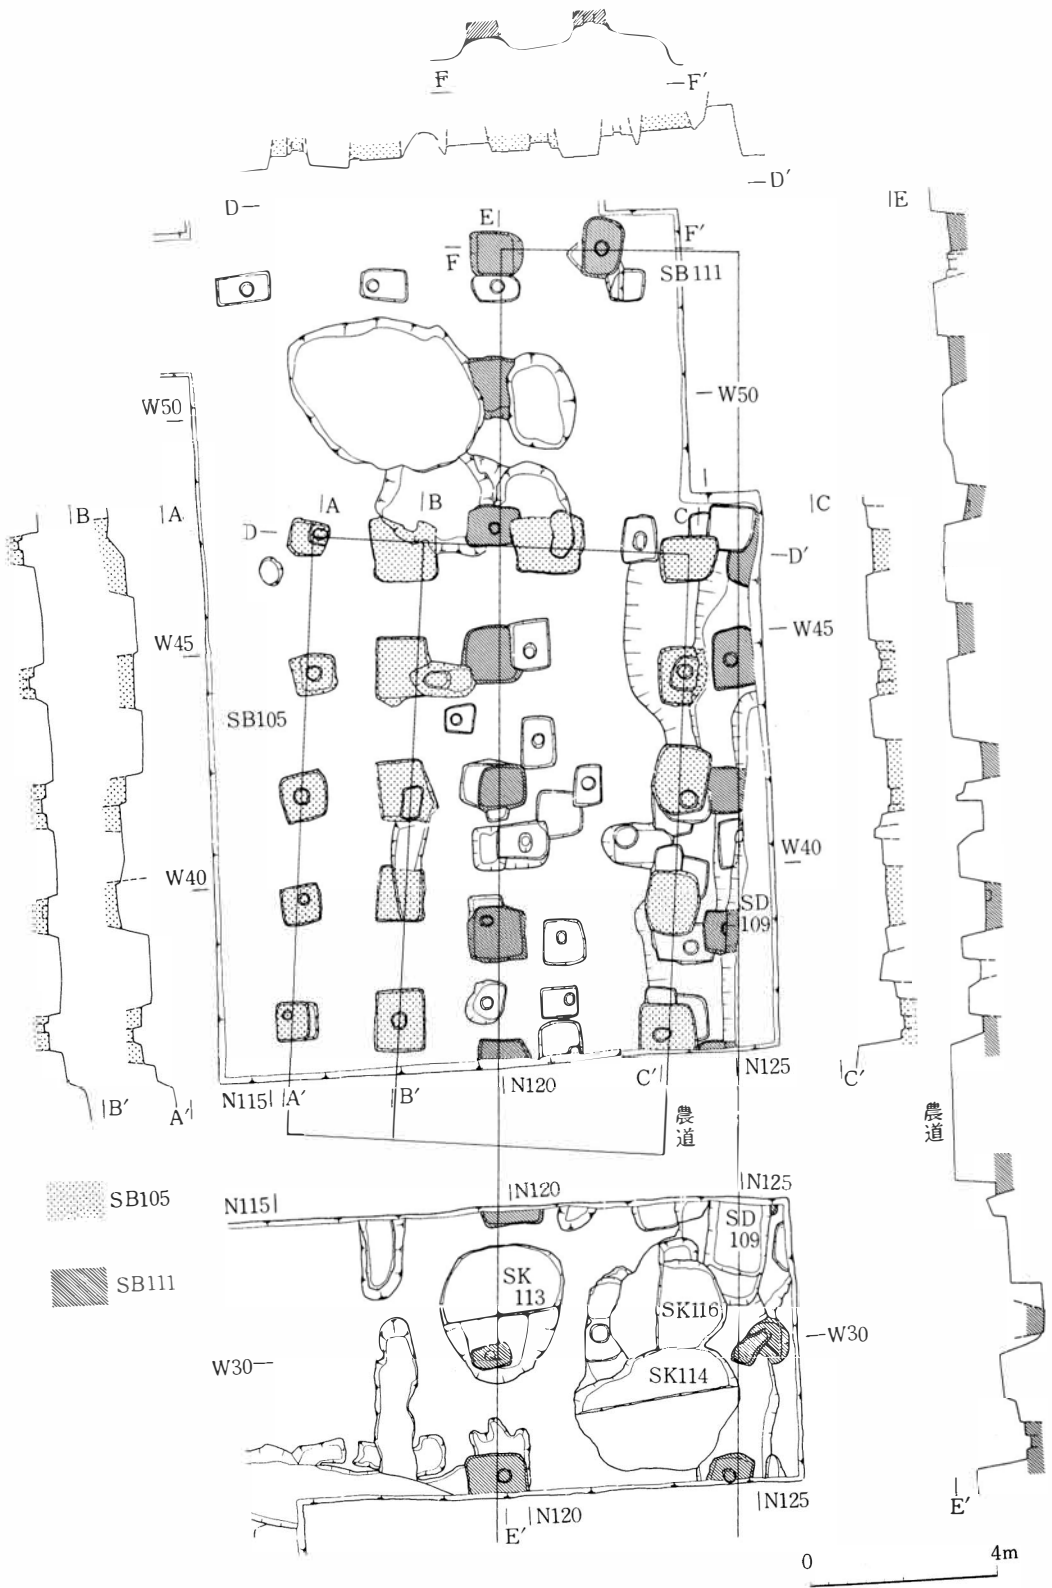 F
F′
D′
D
E
E
F
F′
SB111
W50
W50
A
B
B
A
C
C
D
D′
W45
W45
SB105
W40
W40
SD
109
N115
A′
B′
N120
C′
N125
B′
A′
C′
農道
農道
SB105
SB111
N115
N120
N125
SD
109
SK
113
SK116
SK114
W30
W30
N120
N125
E′
E′
0
4m